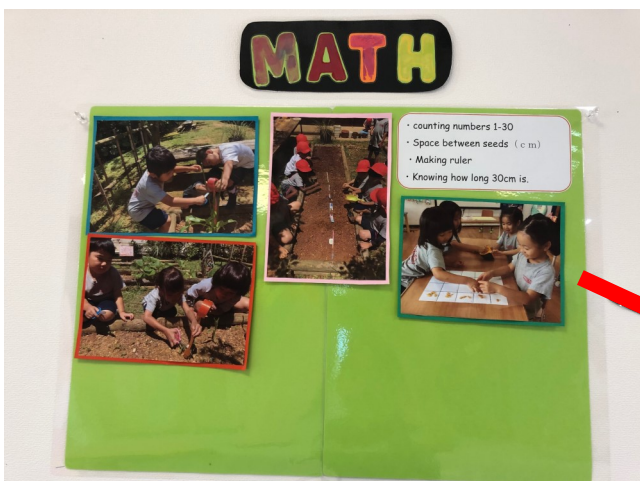 MATH
・counting numbers 1-30
・Space between seeds（cm）
・Making ruler
・Knowing how long 30cm is.